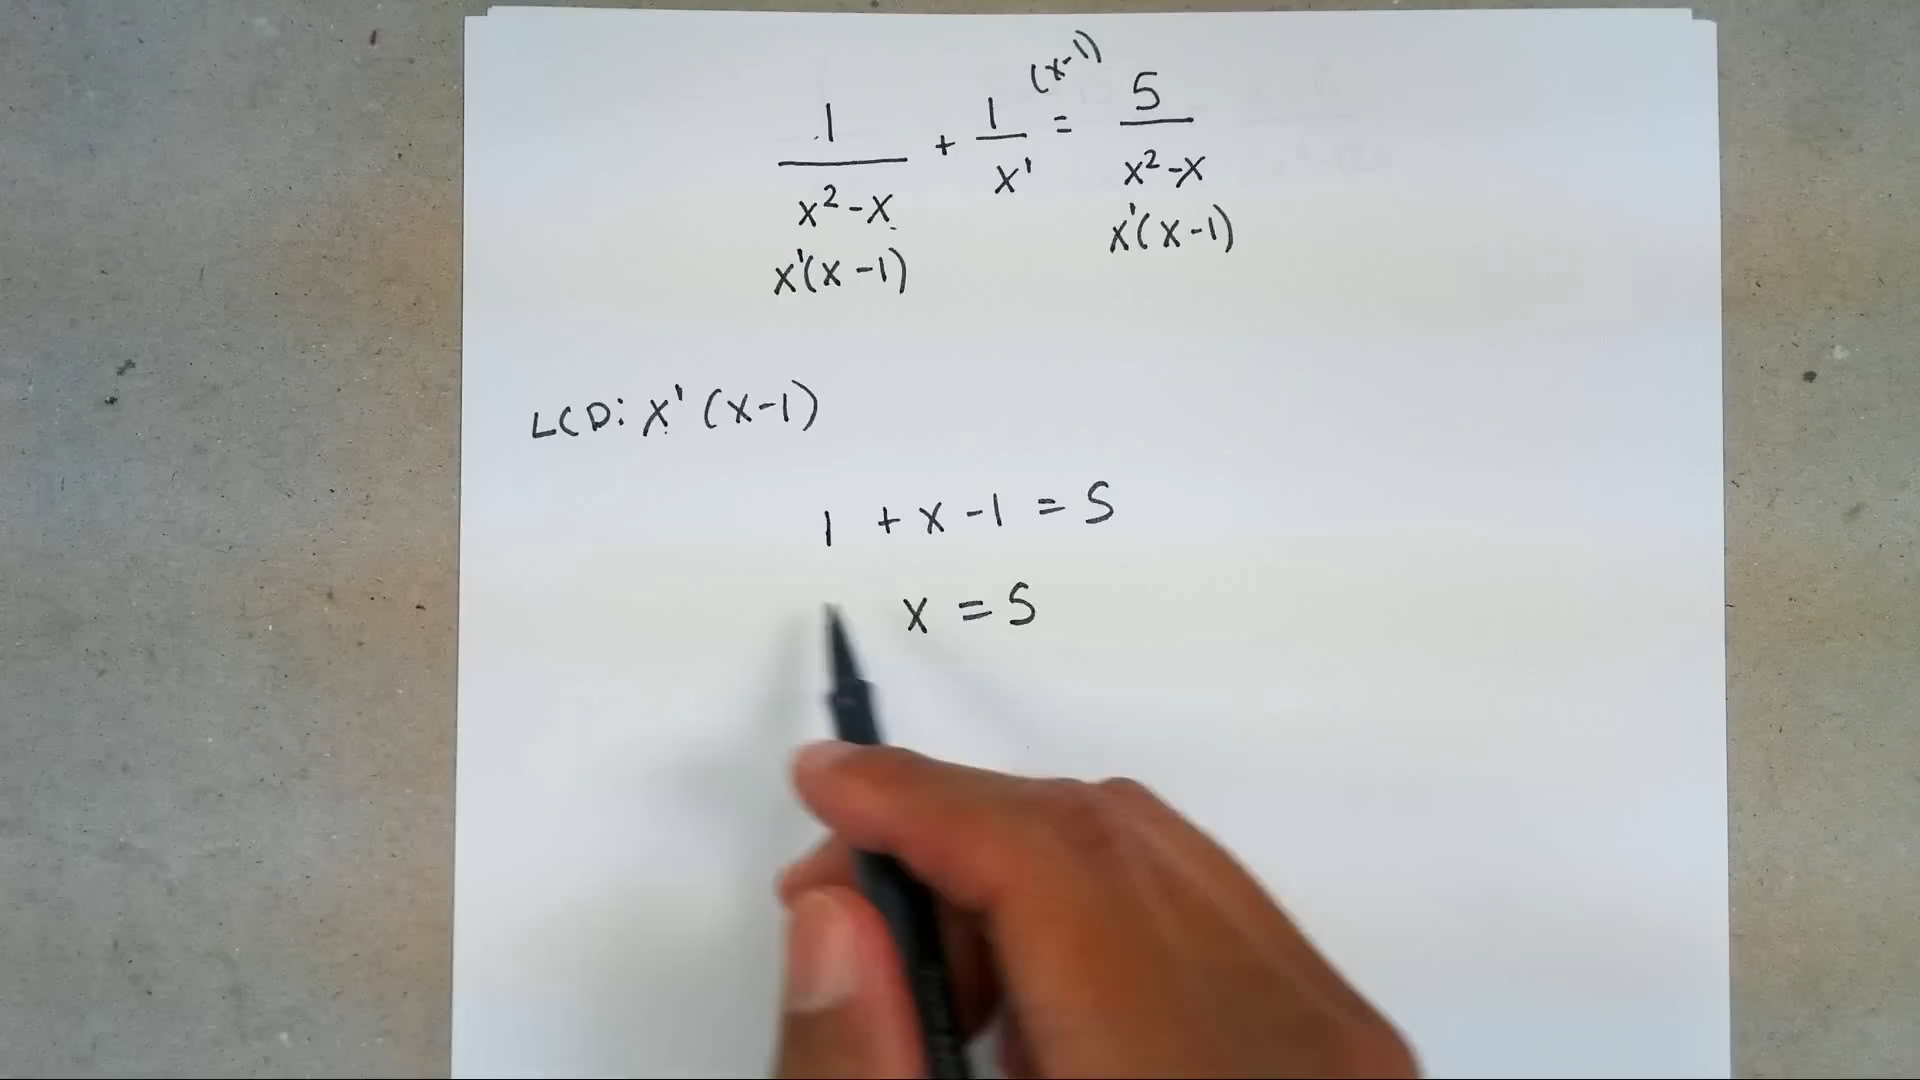 (x-1)
1/(x²-x) + 1/x' = 5/(x²-x)
x'(x-1) x'(x-1)
LCD: x'(x-1)
1 + x - 1 = 5
x = 5